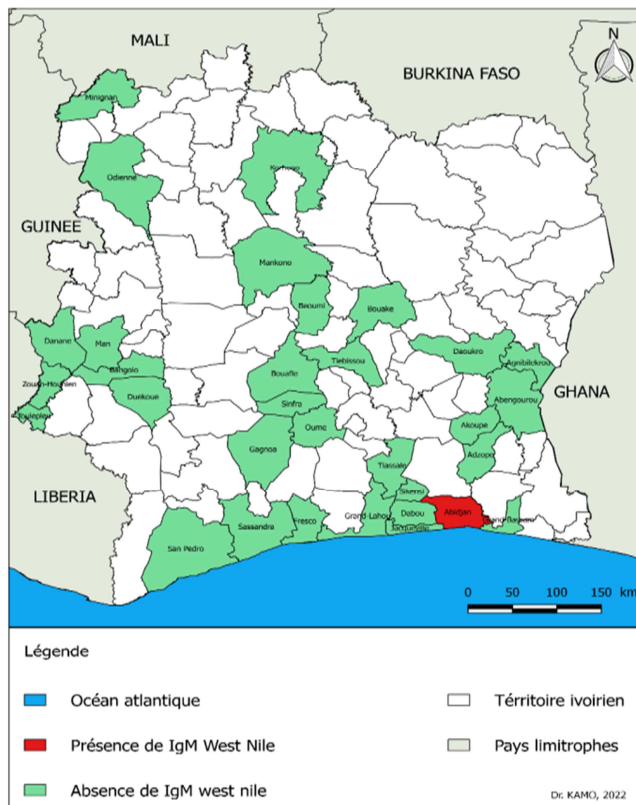 MALI
N
BURKINA FASO
Minignan
Odienne
GUINEE
Mankono
Beoumi
Bouake
Danane
Man
Bangolo
Tiebissou
Daoukro
Agnibilekrou
Zouan-Hounien
Bouafle
Duekoue
Sinfra
Abengourou
GHANA
Toulepleu
Oume
Akoupe
Gagnoa
Adzope
Tiassale
LIBERIA
Sikensi
Sassandra
Fresco
Grand-Lahou
Dabou
Abidjan
Jacqueville
San Pedro
0 50 100 150 km
Légende
Océan atlantique
Térritoire ivoirien
Présence de IgM West Nile
Pays limitrophes
Absence de IgM west nile
Dr. KAMO, 2022